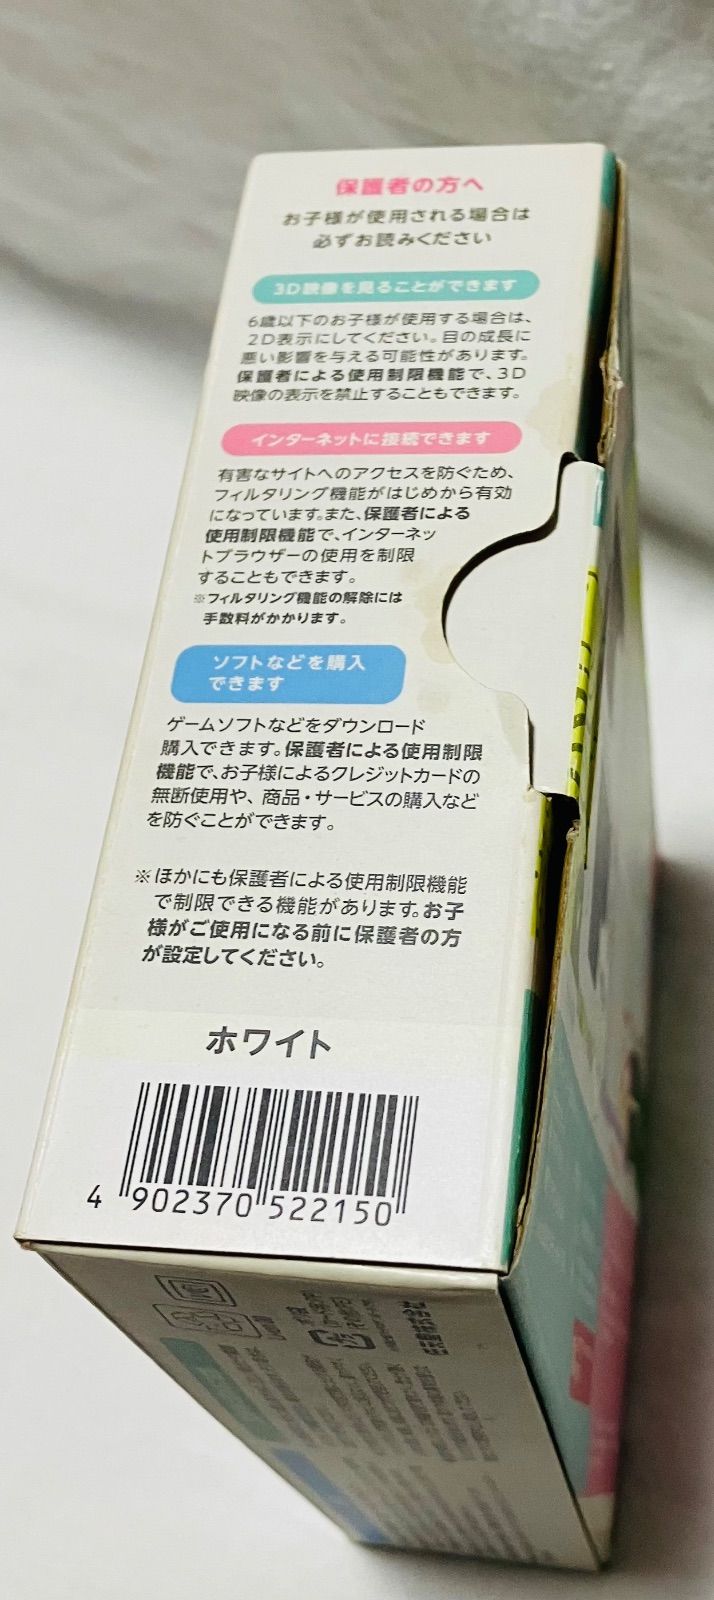 保護者の方へ
お子様が使用される場合は
必ずお読みください
3D映像を見ることができます
6歳以下のお子様が使用する場合は、
2D表示にしてください。目の成長に
悪い影響を与える可能性があります。
保護者による使用制限機能で、3D
映像の表示を禁止することもできます。
インターネットに接続できます
有害なサイトへのアクセスを防ぐため、
フィルタリング機能がはじめから有効
になっています。また、保護者による
使用制限機能で、インターネッ
トブラウザーの使用を制限
することもできます。
※フィルタリング機能の解除には
手数料がかかります。
ソフトなどを購入
できます
ゲームソフトなどをダウンロード
購入できます。保護者による使用制限
機能で、お子様によるクレジットカードの
無断使用や、商品・サービスの購入など
を防ぐことができます。
※ほかにも保護者による使用制限機能
で制限できる機能があります。お子
様がご使用になる前に保護者の方
が設定してください。
ホワイト
4 902370 522150